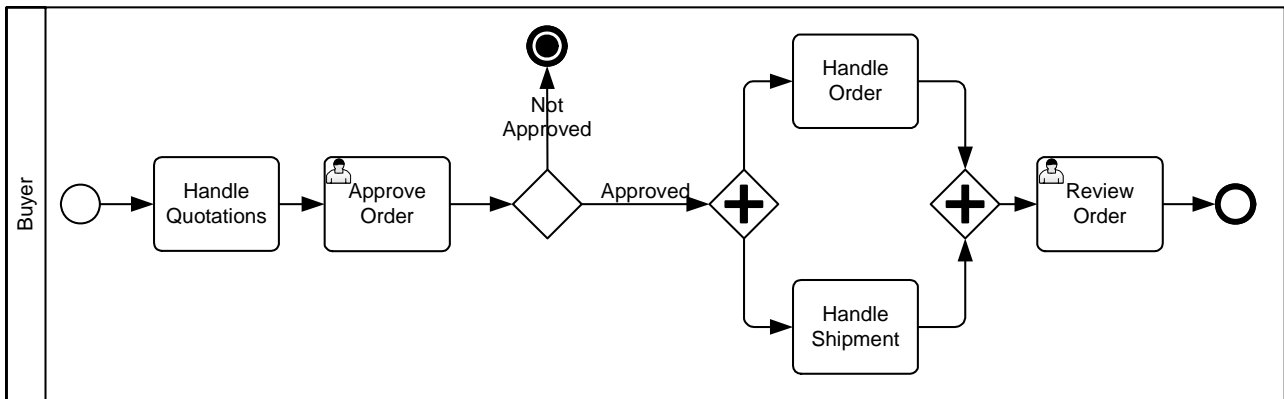 Buyer
Handle
Quotations
Approve
Order
Not
Approved
Approved
Handle
Order
Handle
Shipment
Review
Order